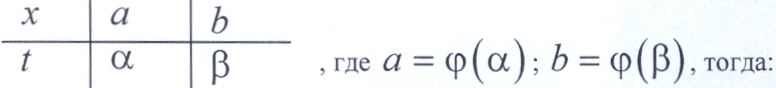 x a b
t α β , где a = φ(α); b = φ(β), тогда: